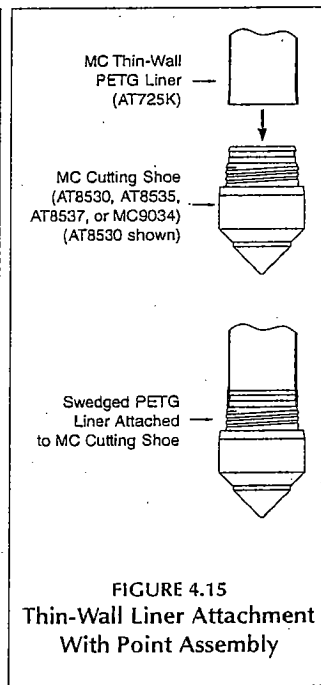 MC Thin-Wall
PETG Liner
(AT725K)
MC Cutting Shoe
(AT8530, AT8535,
AT8537, or MC9034)
(AT8530 shown)
Swedged PETG
Liner Attached
to MC Cutting Shoe
FIGURE 4.15
Thin-Wall Liner Attachment
With Point Assembly